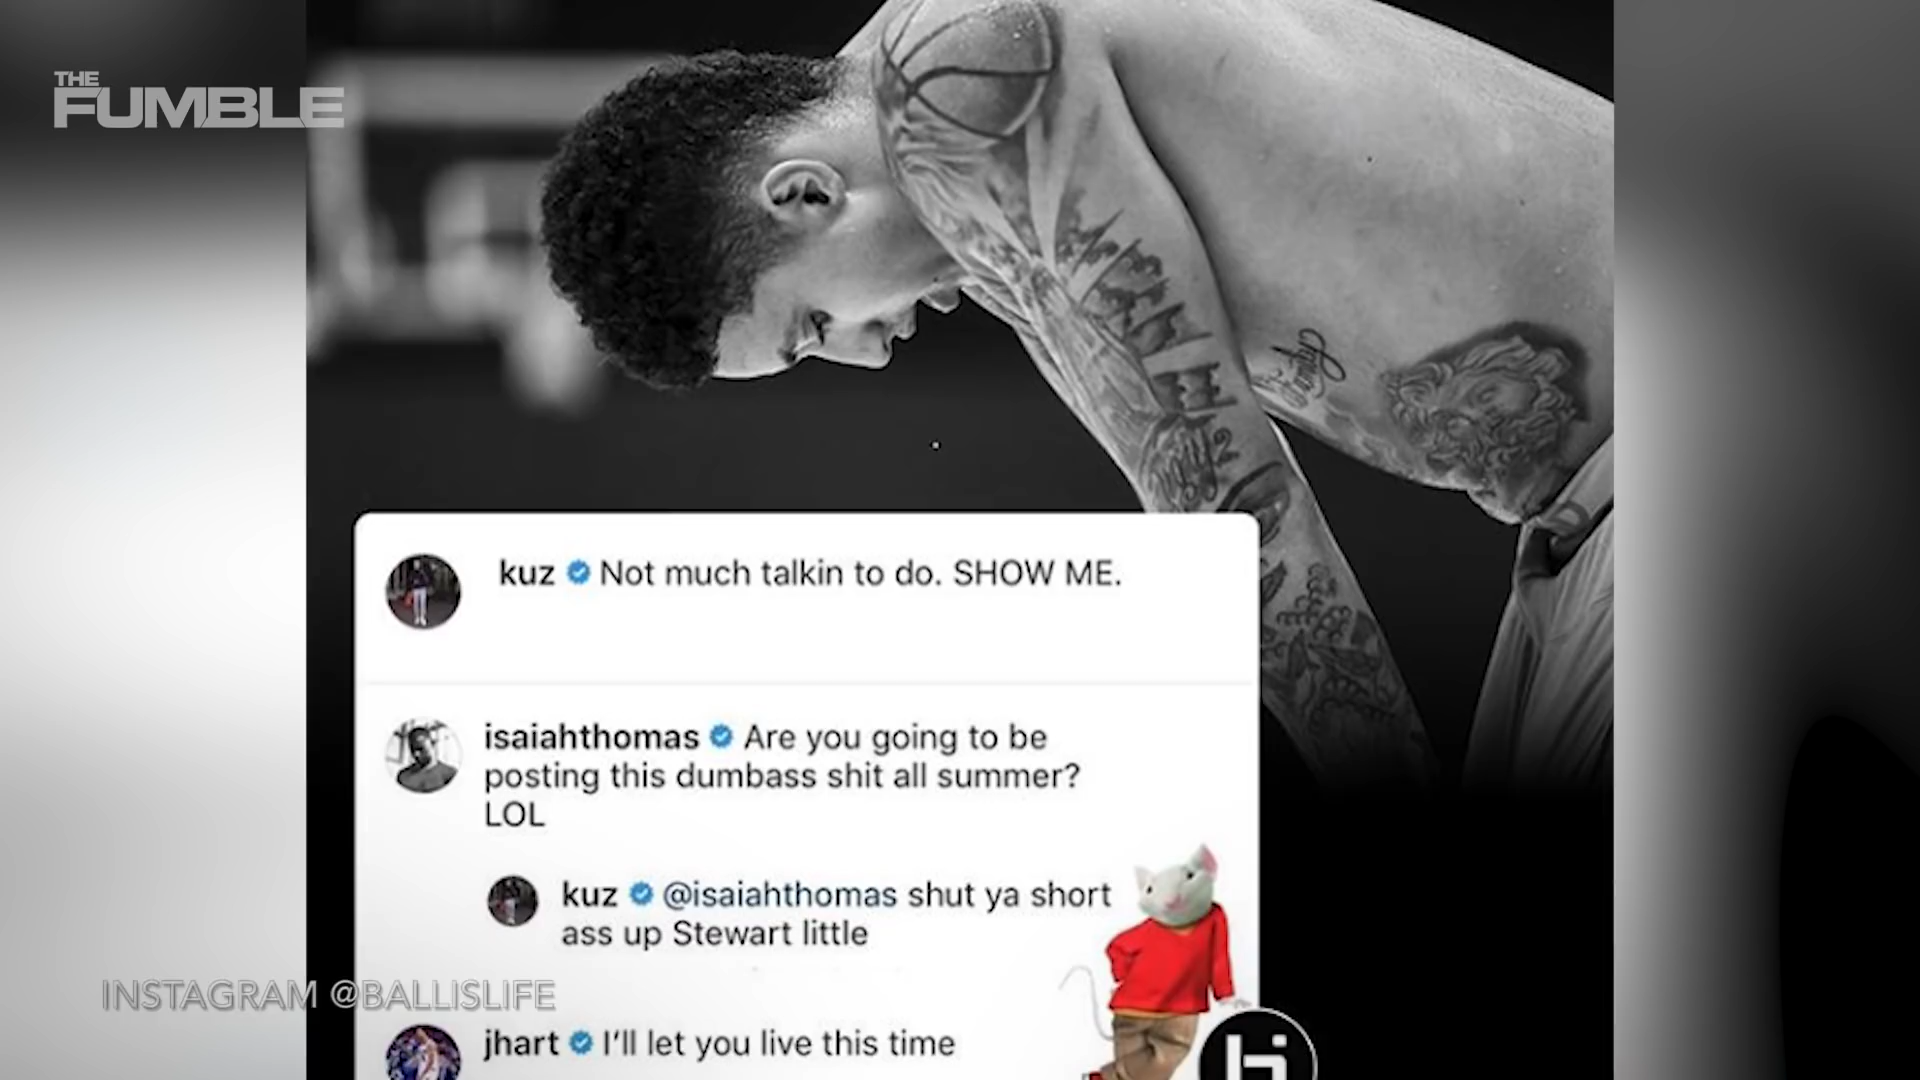 THE
FUMBLE
kuz Not much talkin to do. SHOW ME.
isaiahthomas Are you going to be
posting this dumbass shit all summer?
LOL
kuz @isaiahthomas shut ya short
ass up Stewart little
INSTAGRAM @BALLISLIFE
jhart I'll let you live this time